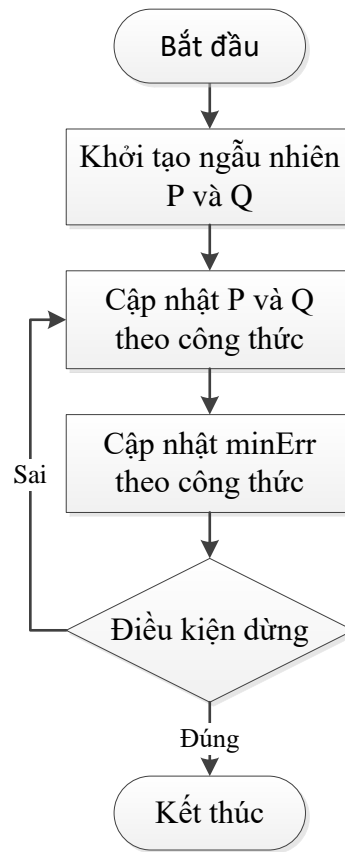 Bắt đầu
Khởi tạo ngẫu nhiên
P và Q
Cập nhật P và Q
theo công thức
Cập nhật minErr
theo công thức
Sai
Điều kiện dừng
Đúng
Kết thúc